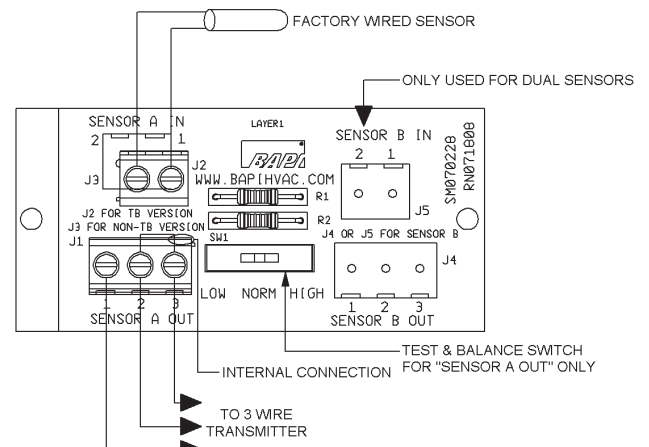 FACTORY WIRED SENSOR
ONLY USED FOR DUAL SENSORS
SENSOR A IN
2 1
LAYER1
SENSOR B IN
2 1
BAPI
J3
J2
WWW.BAPIHVAC.COM
R1
R2
J5
SM070228
RN071808
J2 FOR TB VERSION
J3 FOR NON-TB VERSION
J1
SW1
J4 OR J5 FOR SENSOR B
J4
LOW NORM HIGH
1 2 3
SENSOR A OUT
1 2 3
SENSOR B OUT
TEST & BALANCE SWITCH
FOR "SENSOR A OUT" ONLY
INTERNAL CONNECTION
TO 3 WIRE
TRANSMITTER